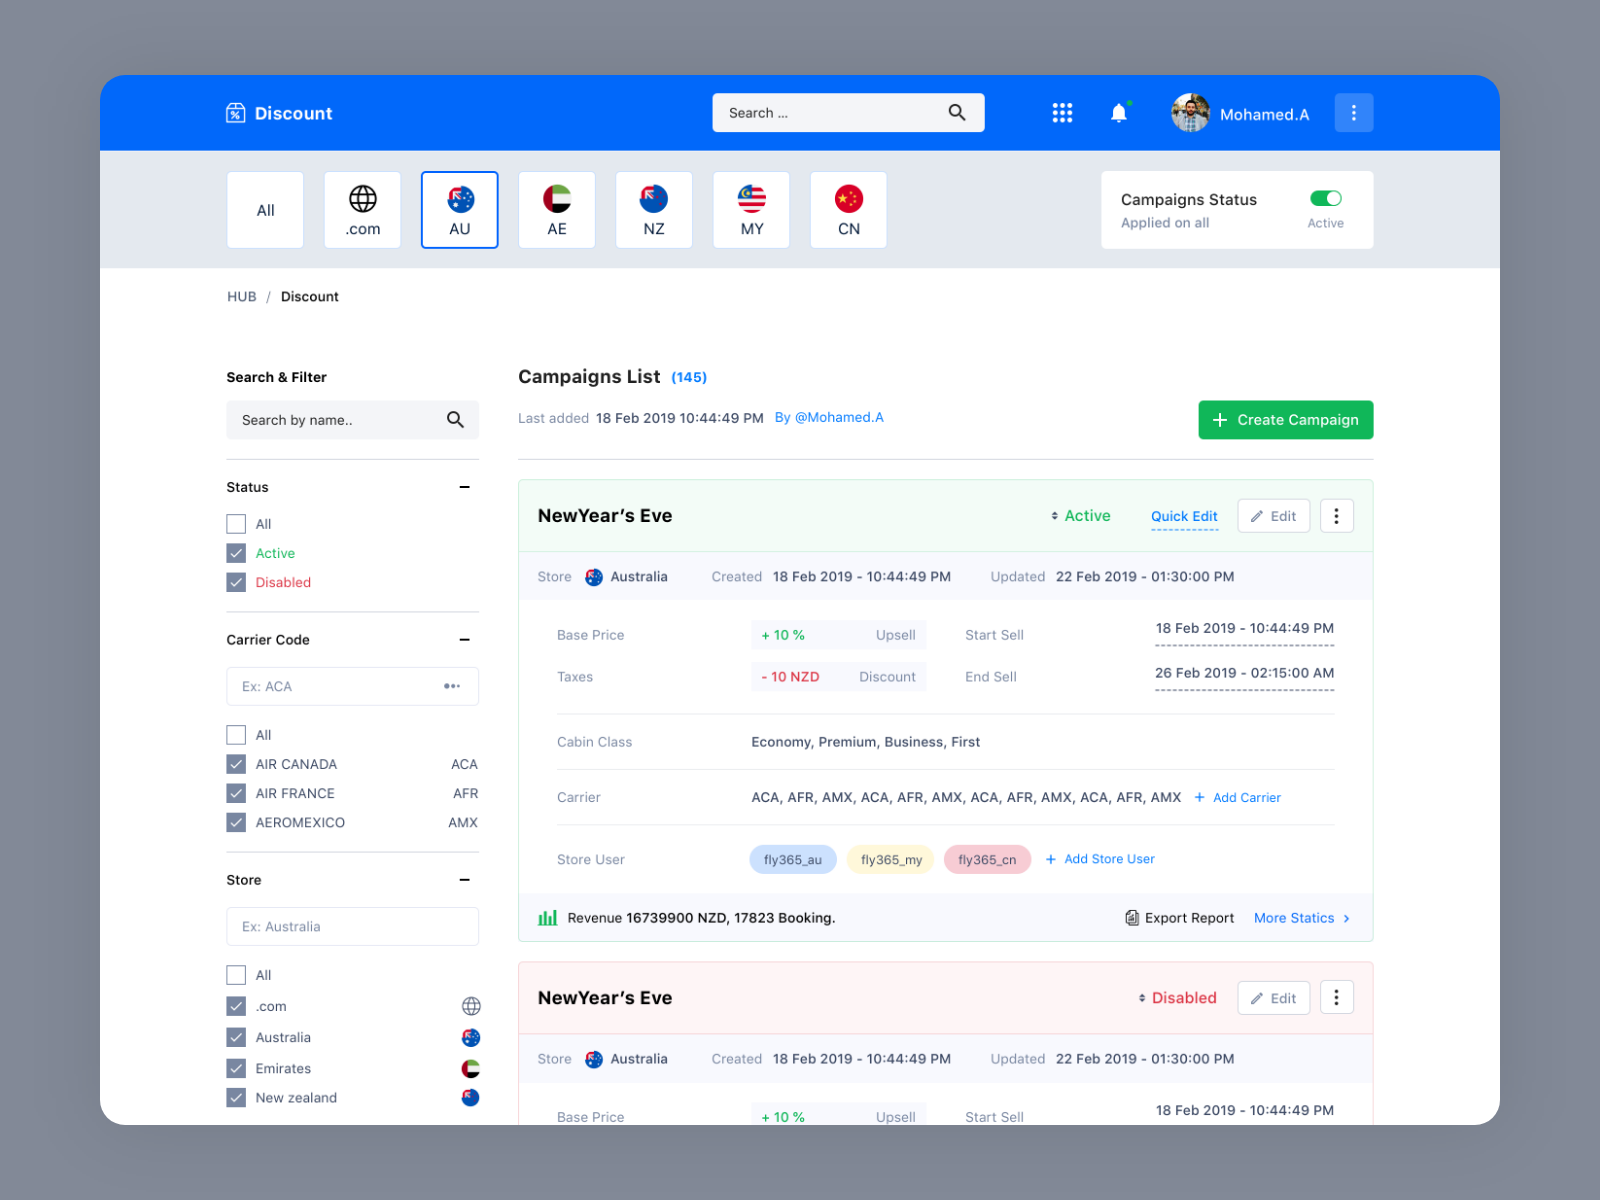 Discount
Search ...
Mohamed.A
All
.com
AU
AE
NZ
MY
CN
Campaigns Status
Applied on all
Active
HUB / Discount
Search & Filter
Search by name..
Status
All
Active
Disabled
Carrier Code
Ex: ACA
All
AIR CANADA ACA
AIR FRANCE AFR
AEROMEXICO AMX
Store
Ex: Australia
All
.com
Australia
Emirates
New zealand
Campaigns List (145)
Last added 18 Feb 2019 10:44:49 PM By @Mohamed.A
+ Create Campaign
NewYear’s Eve
Active
Quick Edit
Edit
Store Australia Created 18 Feb 2019 - 10:44:49 PM Updated 22 Feb 2019 - 01:30:00 PM
Base Price + 10 % Upsell Start Sell 18 Feb 2019 - 10:44:49 PM
Taxes - 10 NZD Discount End Sell 26 Feb 2019 - 02:15:00 AM
Cabin Class Economy, Premium, Business, First
Carrier ACA, AFR, AMX, ACA, AFR, AMX, ACA, AFR, AMX, ACA, AFR, AMX + Add Carrier
Store User fly365_au fly365_my fly365_cn + Add Store User
Revenue 16739900 NZD, 17823 Booking.
Export Report
More Statics >
NewYear’s Eve
Disabled
Edit
Store Australia Created 18 Feb 2019 - 10:44:49 PM Updated 22 Feb 2019 - 01:30:00 PM
Base Price + 10 % Upsell Start Sell 18 Feb 2019 - 10:44:49 PM